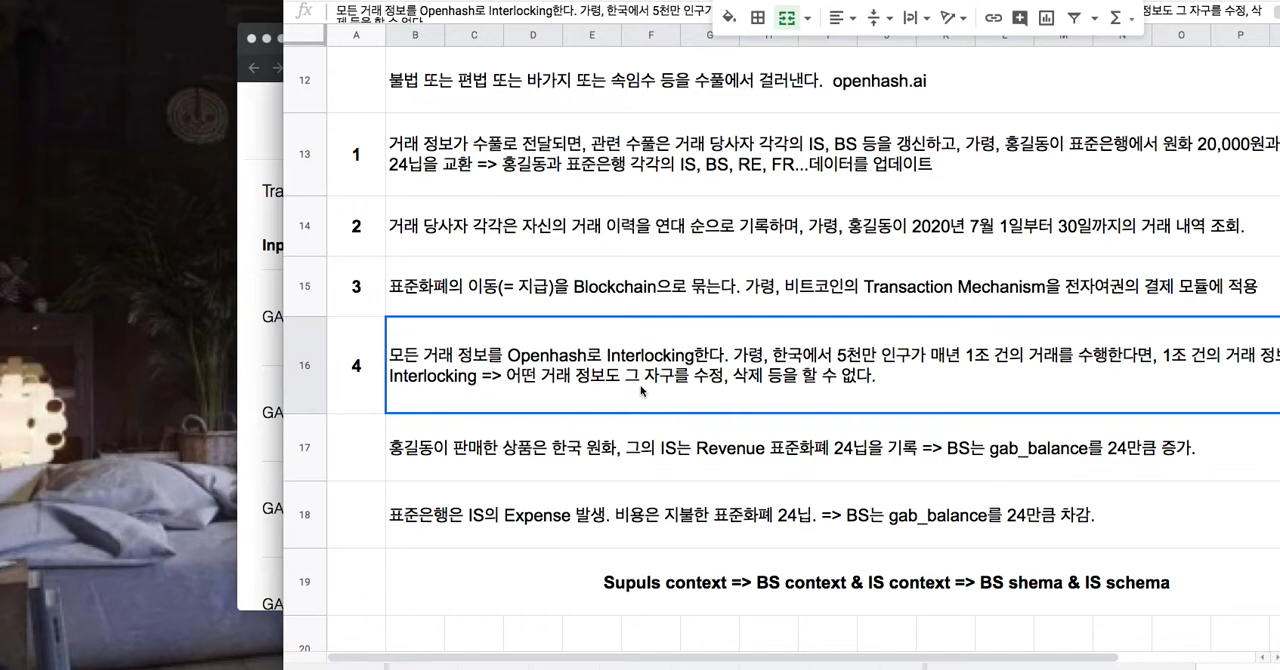 fx
모든 거래 정보를 Openhash로 Interlocking한다. 가령, 한국에서 5천만 인구가
정보도 그 자구를 수정, 삭
제 등을 할 수 없다.
A B C D E F G H I J K L M N O P
12 불법 또는 편법 또는 바가지 또는 속임수 등을 수풀에서 걸러낸다. openhash.ai
13 1 거래 정보가 수풀로 전달되면, 관련 수풀은 거래 당사자 각각의 IS, BS 등을 갱신하고, 가령, 홍길동이 표준은행에서 원화 20,000원과
24닙을 교환 => 홍길동과 표준은행 각각의 IS, BS, RE, FR...데이터를 업데이트
14 2 거래 당사자 각각은 자신의 거래 이력을 연대 순으로 기록하며, 가령, 홍길동이 2020년 7월 1일부터 30일까지의 거래 내역 조회.
15 3 표준화폐의 이동(= 지급)을 Blockchain으로 묶는다. 가령, 비트코인의 Transaction Mechanism을 전자여권의 결제 모듈에 적용
16 4 모든 거래 정보를 Openhash로 Interlocking한다. 가령, 한국에서 5천만 인구가 매년 1조 건의 거래를 수행한다면, 1조 건의 거래 정보
Interlocking => 어떤 거래 정보도 그 자구를 수정, 삭제 등을 할 수 없다.
17 홍길동이 판매한 상품은 한국 원화, 그의 IS는 Revenue 표준화폐 24닙을 기록 => BS는 gab_balance를 24만큼 증가.
18 표준은행은 IS의 Expense 발생. 비용은 지불한 표준화폐 24닙. => BS는 gab_balance를 24만큼 차감.
19 Supuls context => BS context & IS context => BS shema & IS schema
20
Tra
Inp
GA
GA
GA
GA